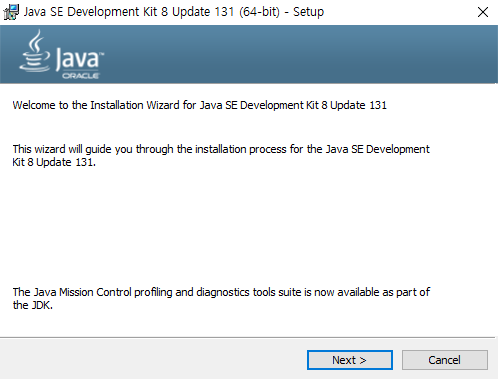 Java SE Development Kit 8 Update 131 (64-bit) - Setup
Java™
ORACLE
Welcome to the Installation Wizard for Java SE Development Kit 8 Update 131
This wizard will guide you through the installation process for the Java SE Development
Kit 8 Update 131.
The Java Mission Control profiling and diagnostics tools suite is now available as part of
the JDK.
Next >
Cancel